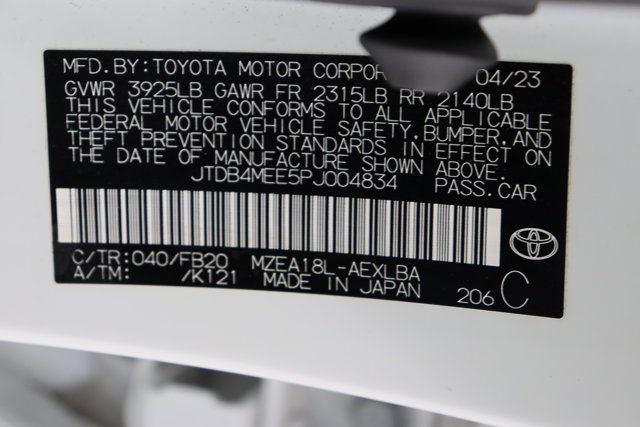 MFD. BY: TOYOTA MOTOR CORPOR 04/23
GVWR 3925LB GAWR FR 2315LB RR 2140LB
THIS VEHICLE CONFORMS TO ALL APPLICABLE
FEDERAL MOTOR VEHICLE SAFETY, BUMPER, AND
THEFT PREVENTION STANDARDS IN EFFECT ON
THE DATE OF MANUFACTURE SHOWN ABOVE.
JTDB4MEE5PJ004834 PASS. CAR
C/TR: 040/FB20 MZEA18L-AEXLBA
A/TM: /K121 MADE IN JAPAN 206 C